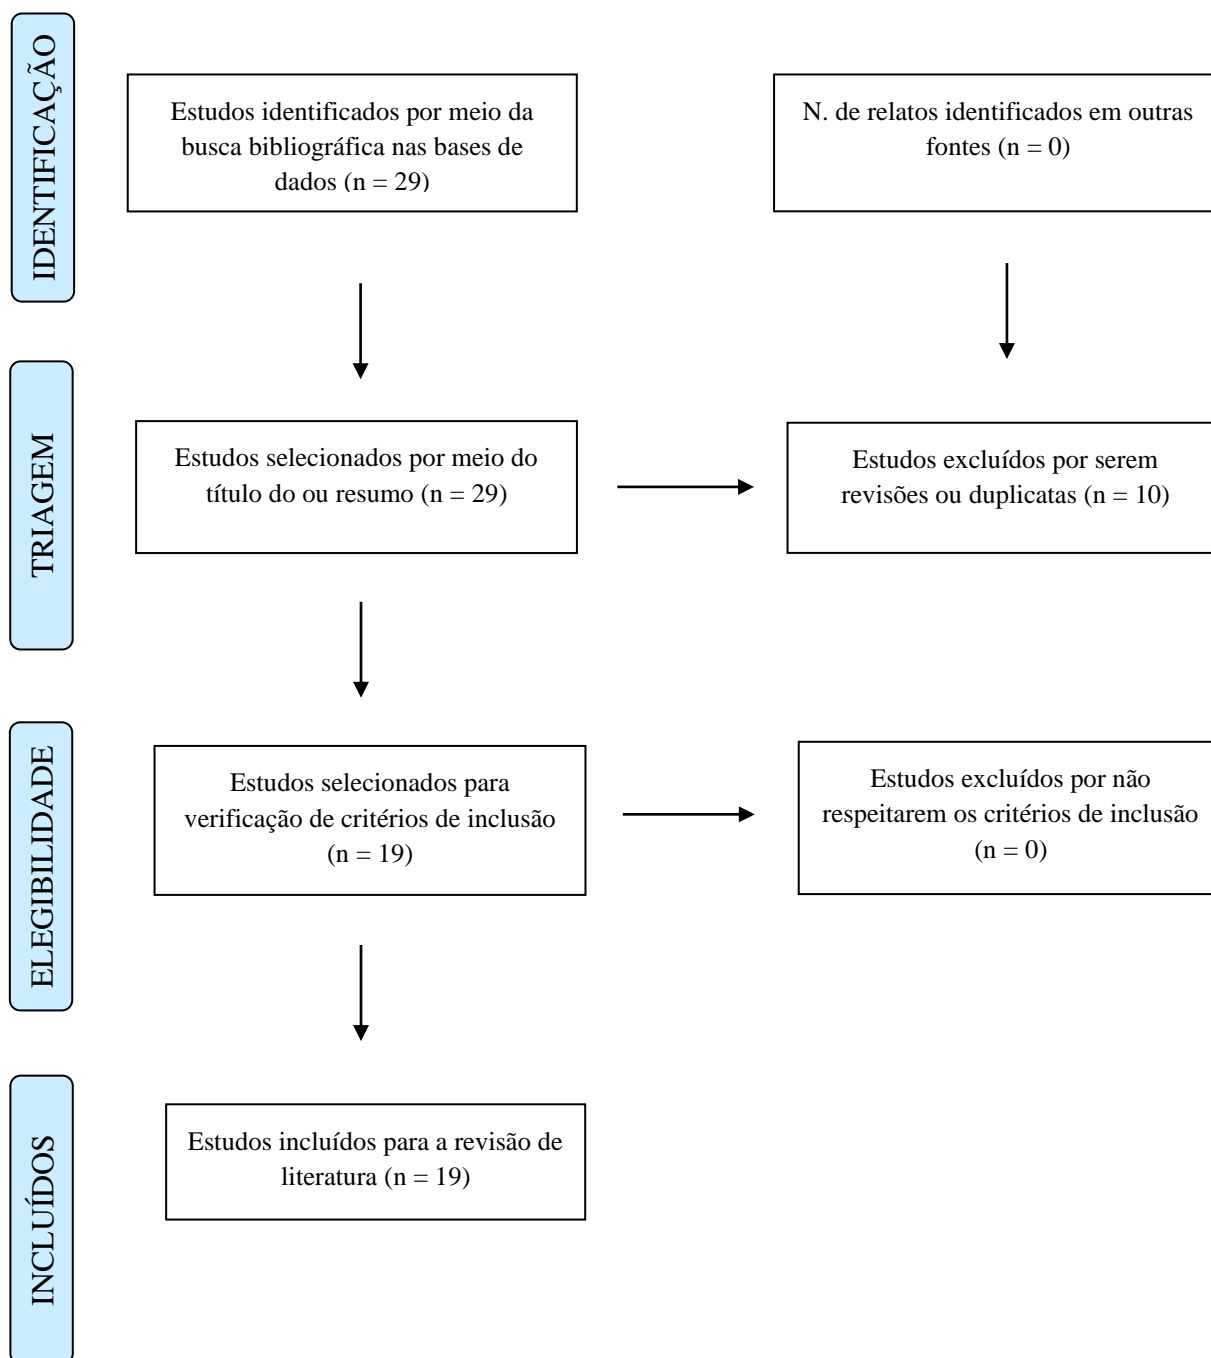 IDENTIFICAÇÃO
Estudos identificados por meio da
busca bibliográfica nas bases de
dados (n = 29)
N. de relatos identificados em outras
fontes (n = 0)
TRIAGEM
Estudos selecionados por meio do
título do ou resumo (n = 29)
Estudos excluídos por serem
revisões ou duplicatas (n = 10)
ELEGIBILIDADE
Estudos selecionados para
verificação de critérios de inclusão
(n = 19)
Estudos excluídos por não
respeitarem os critérios de inclusão
(n = 0)
INCLUÍDOS
Estudos incluídos para a revisão de
literatura (n = 19)